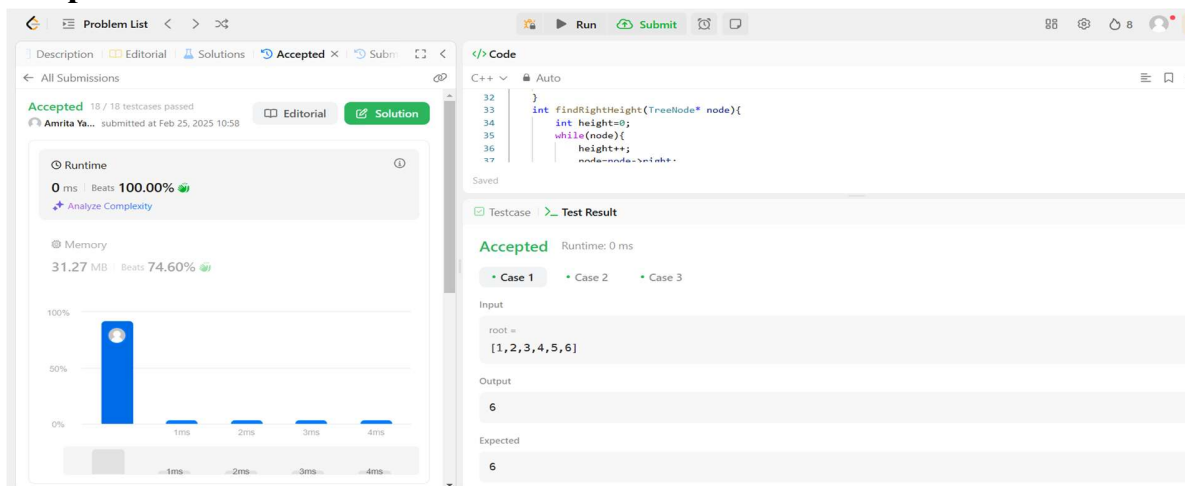 Problem List
Run
Submit
8
Description
Editorial
Solutions
Accepted
Subm
All Submissions
Accepted 18 / 18 testcases passed
Amrita Ya... submitted at Feb 25, 2025 10:58
Editorial
Solution
Runtime
0 ms Beats 100.00%
Analyze Complexity
Memory
31.27 MB Beats 74.60%
100%
50%
0%
1ms 2ms 3ms 4ms
1ms 2ms 3ms 4ms
</> Code
C++ Auto
32 }
33 int findRightHeight(TreeNode* node){
34 int height=0;
35 while(node){
36 height++;
37 node=node->right;
Saved
Testcase >_ Test Result
Accepted Runtime: 0 ms
• Case 1 • Case 2 • Case 3
Input
root =
[1,2,3,4,5,6]
Output
6
Expected
6